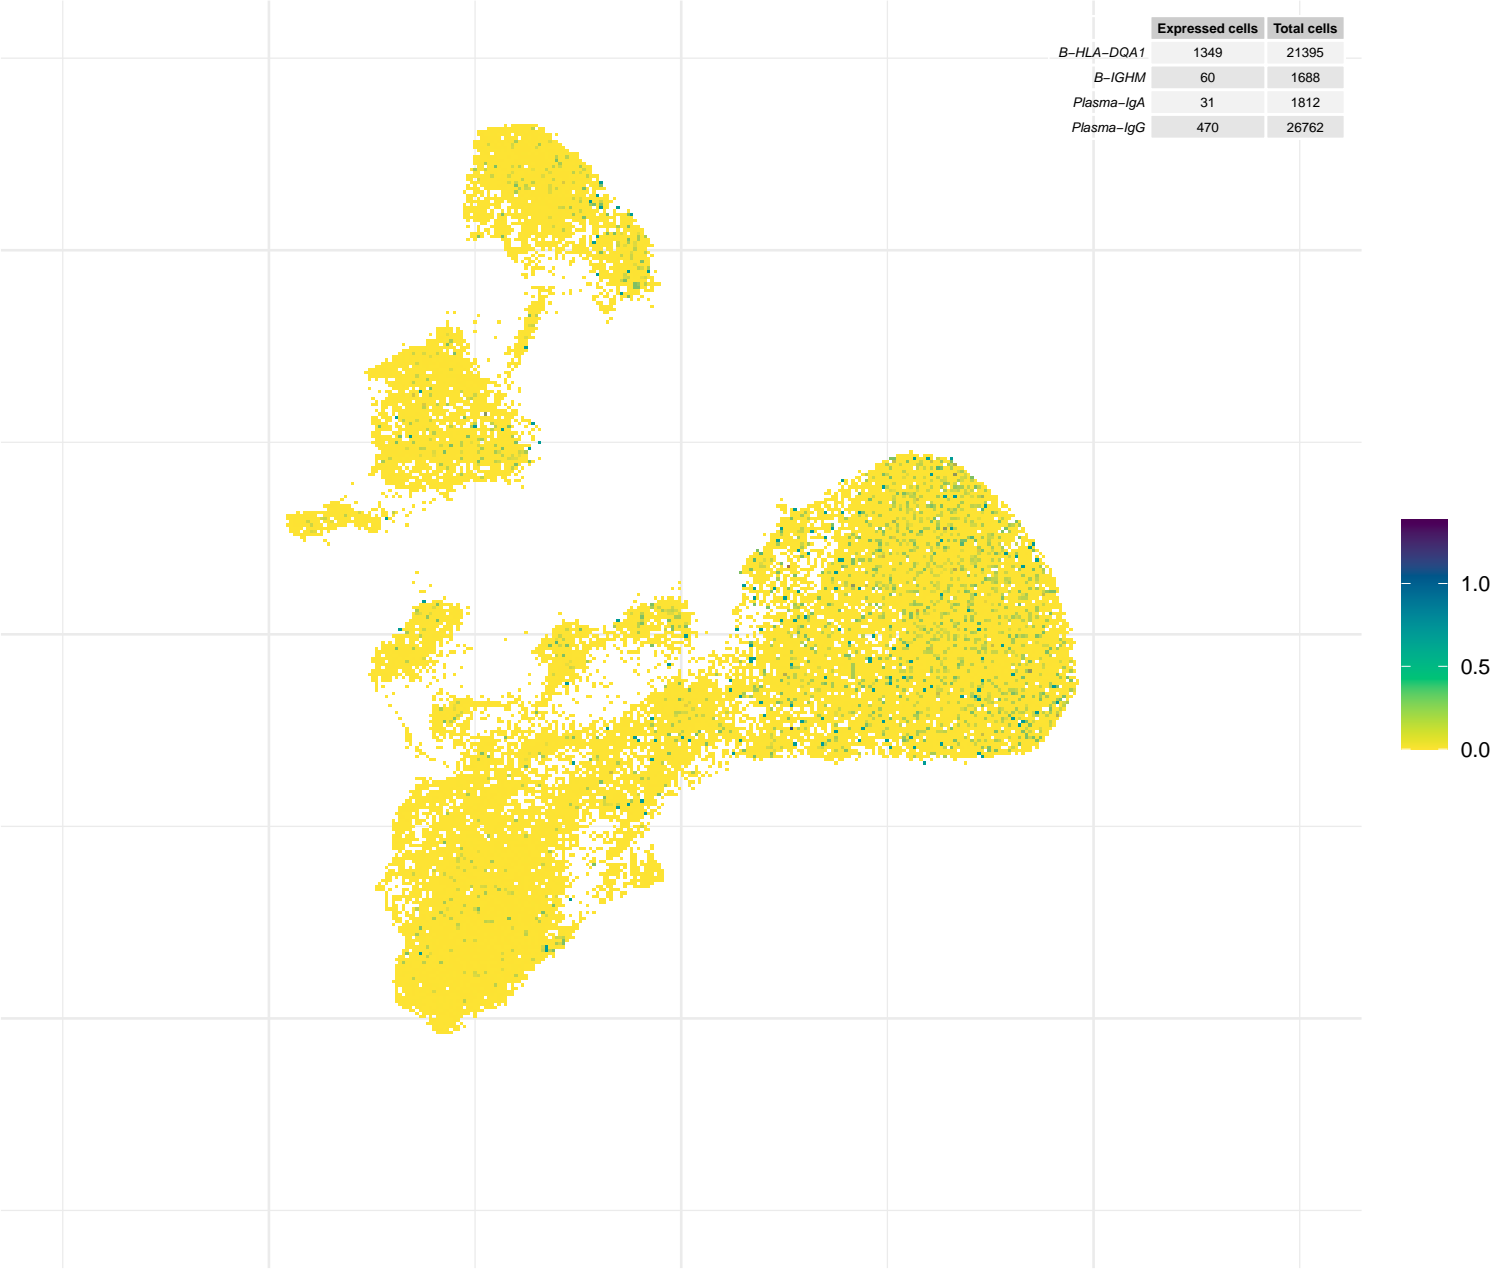 Expressed cells Total cells
B−HLA−DQA1 1349 21395
B−IGHM 60 1688
Plasma−IgA 31 1812
Plasma−IgG 470 26762
1.0
0.5
0.0